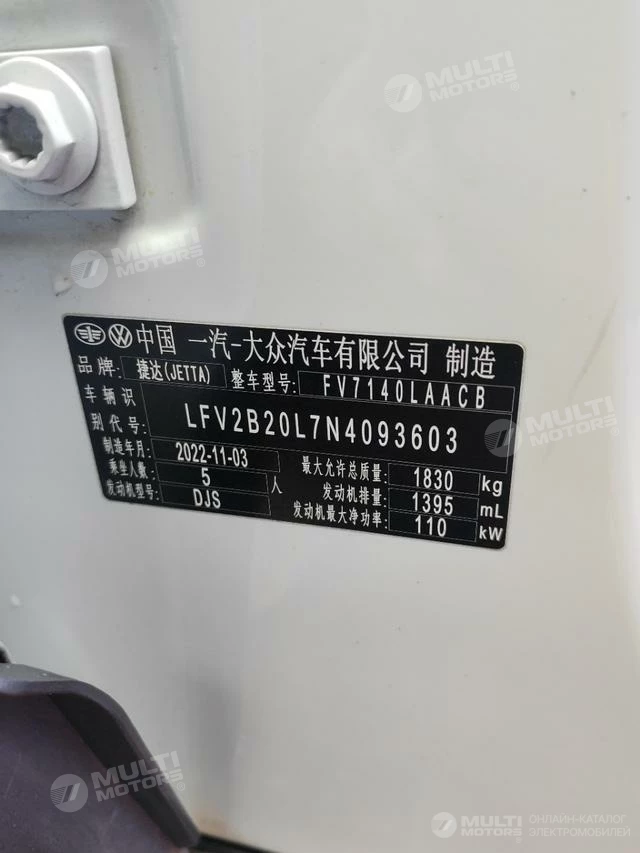 MULTI
MOTORS®
MULTI
MOTORS®
MULTI
MOTORS®
中国 一汽-大众汽车有限公司 制造
品牌: 捷达(JETTA) 整车型号: FV7140LAACB
车辆识
别代号: LFV2B20L7N4093603
制造年月: 2022-11-03 最大允许总质量: 1830 kg
乘坐人数: 5 人 发动机排量: 1395 mL
发动机型号: DJS 发动机最大净功率: 110 kW
MULTI
MOTORS®
MULTI
MOTORS®
MULTI
MOTORS®
ОНЛАЙН-КАТАЛОГ
ЭЛЕКТРОМОБИЛЕЙ